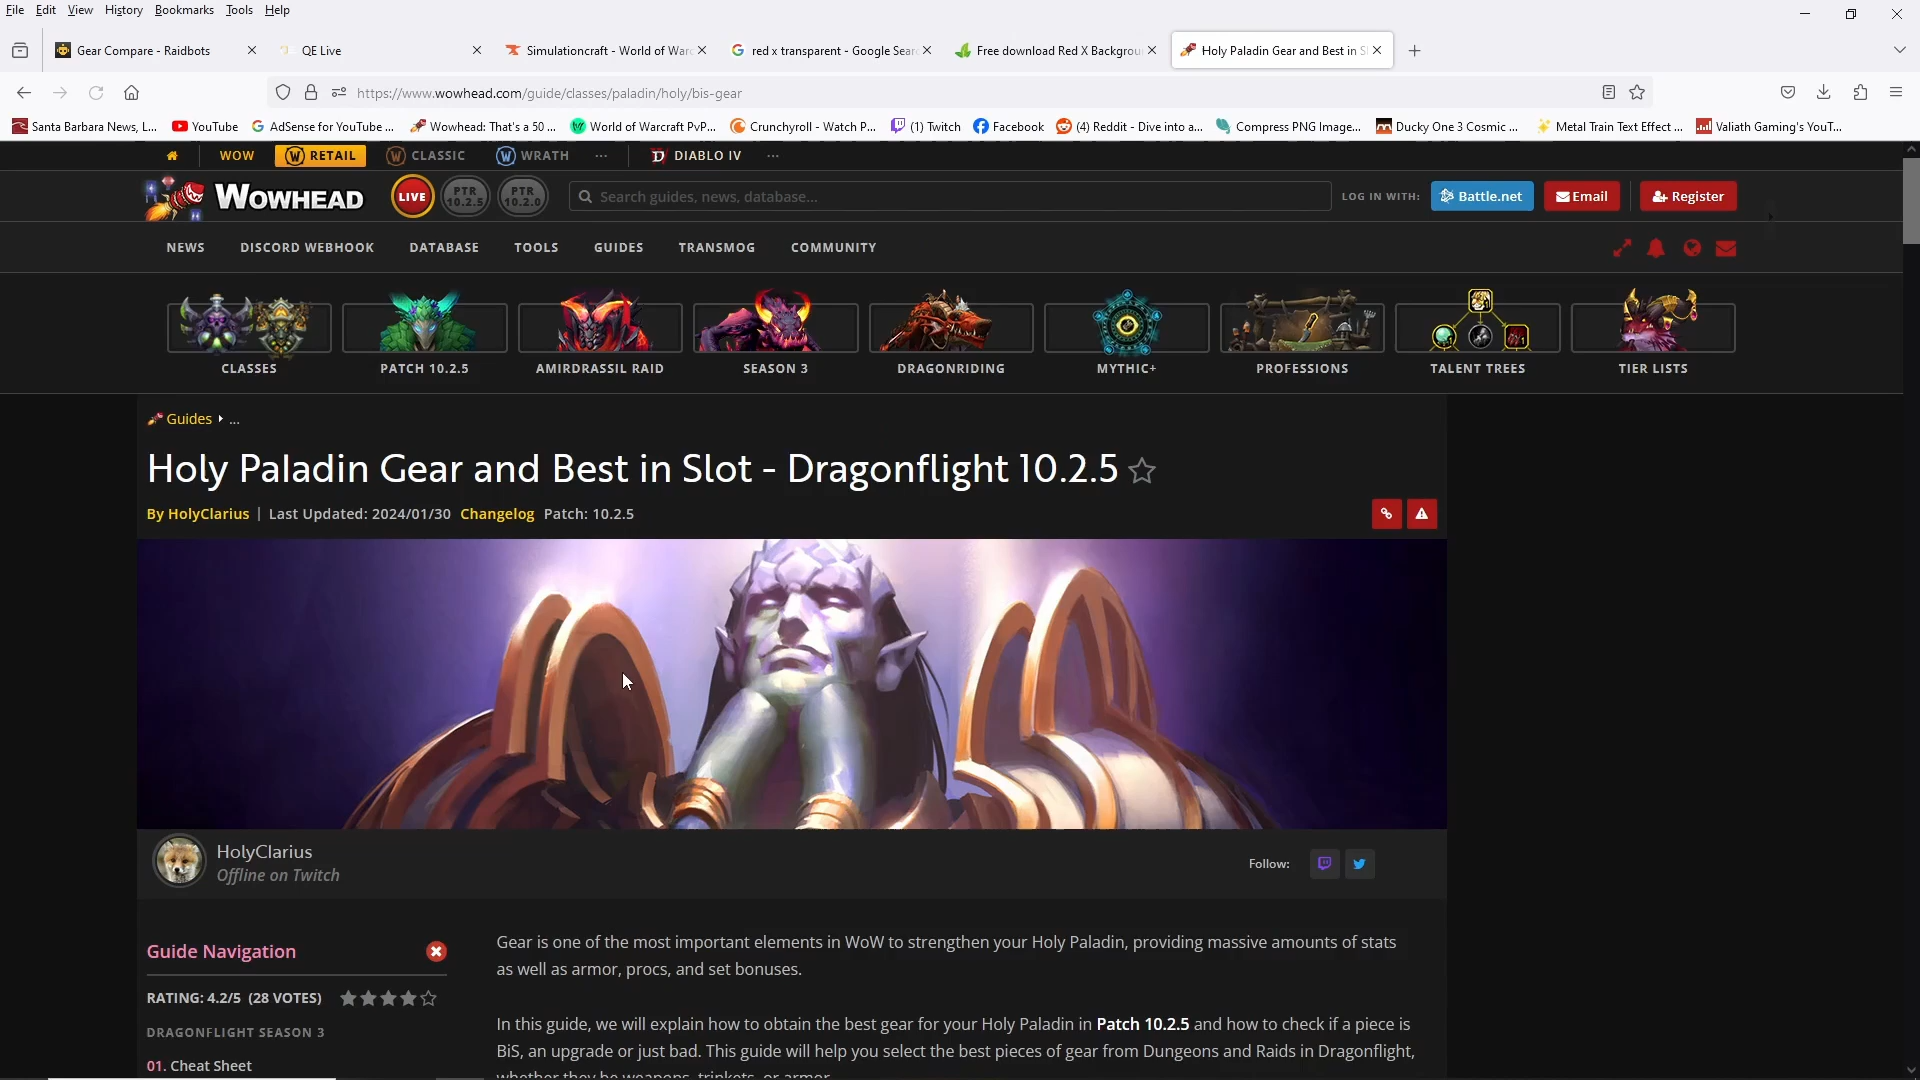 File Edit View History Bookmarks Tools Help
Gear Compare - Raidbots QE Live Simulationcraft - World of Warc red x transparent - Google Sear Free download Red X Backgrou Holy Paladin Gear and Best in S
https://www.wowhead.com/guide/classes/paladin/holy/bis-gear
Santa Barbara News, L... YouTube AdSense for YouTube ... Wowhead: That's a 50 ... World of Warcraft PvP... Crunchyroll - Watch P... (1) Twitch Facebook (4) Reddit - Dive into a... Compress PNG Image... Ducky One 3 Cosmic ... Metal Train Text Effect ... Valiath Gaming's YouT...
WOW RETAIL CLASSIC WRATH ... DIABLO IV ...
WOWHEAD LIVE PTR 10.2.5 PTR 10.2.0 Search guides, news, database... LOG IN WITH: Battle.net Email Register
NEWS DISCORD WEBHOOK DATABASE TOOLS GUIDES TRANSMOG COMMUNITY
CLASSES PATCH 10.2.5 AMIRDRASSIL RAID SEASON 3 DRAGONRIDING MYTHIC+ PROFESSIONS TALENT TREES TIER LISTS
Guides ...
Holy Paladin Gear and Best in Slot - Dragonflight 10.2.5
By HolyClarius | Last Updated: 2024/01/30 Changelog Patch: 10.2.5
HolyClarius
Offline on Twitch
Follow:
Guide Navigation
RATING: 4.2/5 (28 VOTES)
DRAGONFLIGHT SEASON 3
01. Cheat Sheet
Gear is one of the most important elements in WoW to strengthen your Holy Paladin, providing massive amounts of stats
as well as armor, procs, and set bonuses.
In this guide, we will explain how to obtain the best gear for your Holy Paladin in Patch 10.2.5 and how to check if a piece is
BiS, an upgrade or just bad. This guide will help you select the best pieces of gear from Dungeons and Raids in Dragonflight,
whether they be weapons, trinkets, or armor.